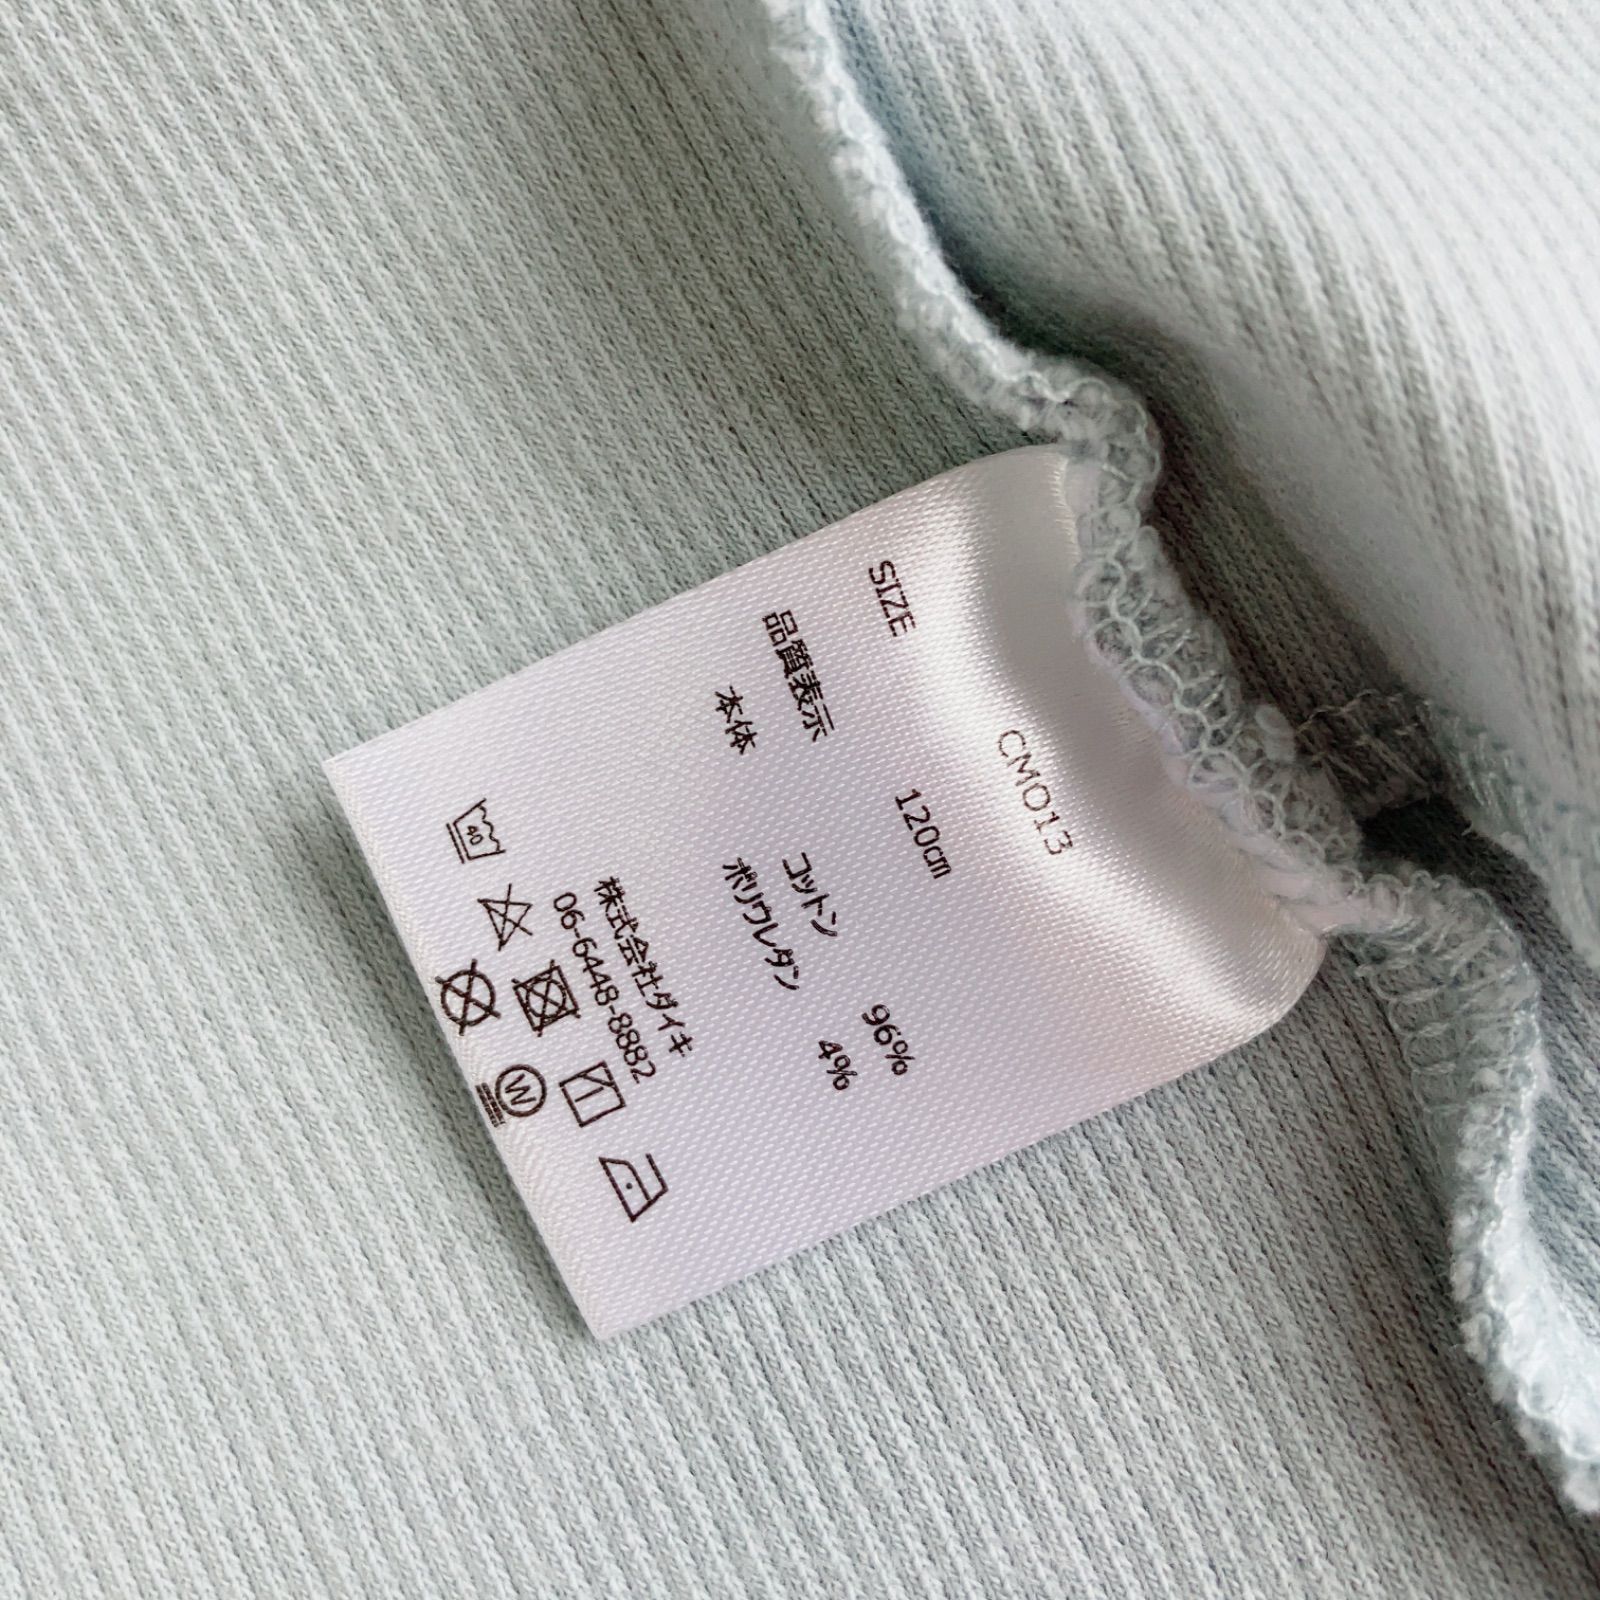 CMO13
SIZE 120㎝
品質表示
コットン 96%
本体
ポリウレタン 4%
株式会社ダイキ
06-6448-8882
40
W